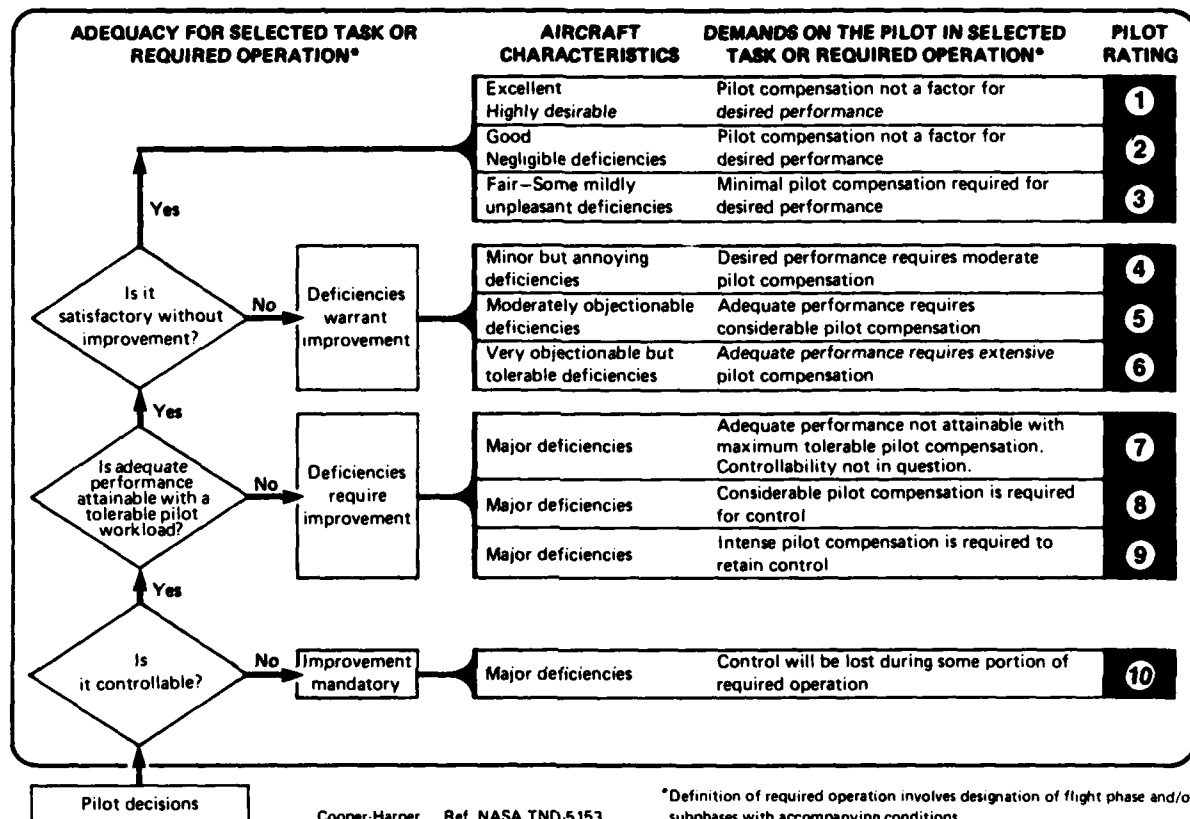 ADEQUACY FOR SELECTED TASK OR
REQUIRED OPERATION*
AIRCRAFT
CHARACTERISTICS
DEMANDS ON THE PILOT IN SELECTED
TASK OR REQUIRED OPERATION*
PILOT
RATING
Excellent
Highly desirable
Pilot compensation not a factor for
desired performance
1
Good
Negligible deficiencies
Pilot compensation not a factor for
desired performance
2
Fair–Some mildly
unpleasant deficiencies
Minimal pilot compensation required for
desired performance
3
Yes
Is it
satisfactory without
improvement?
No
Deficiencies
warrant
improvement
Minor but annoying
deficiencies
Desired performance requires moderate
pilot compensation
4
Moderately objectionable
deficiencies
Adequate performance requires
considerable pilot compensation
5
Very objectionable but
tolerable deficiencies
Adequate performance requires extensive
pilot compensation
6
Yes
Is adequate
performance
attainable with a
tolerable pilot
workload?
No
Deficiencies
require
improvement
Major deficiencies
Adequate performance not attainable with
maximum tolerable pilot compensation.
Controllability not in question.
7
Major deficiencies
Considerable pilot compensation is required
for control
8
Major deficiencies
Intense pilot compensation is required to
retain control
9
Yes
Is
it controllable?
No
Improvement
mandatory
Major deficiencies
Control will be lost during some portion of
required operation
10
Pilot decisions
Cooper-Harper Ref. NASA TND-5153
*Definition of required operation involves designation of flight phase and/o
subphases with accompanying conditions